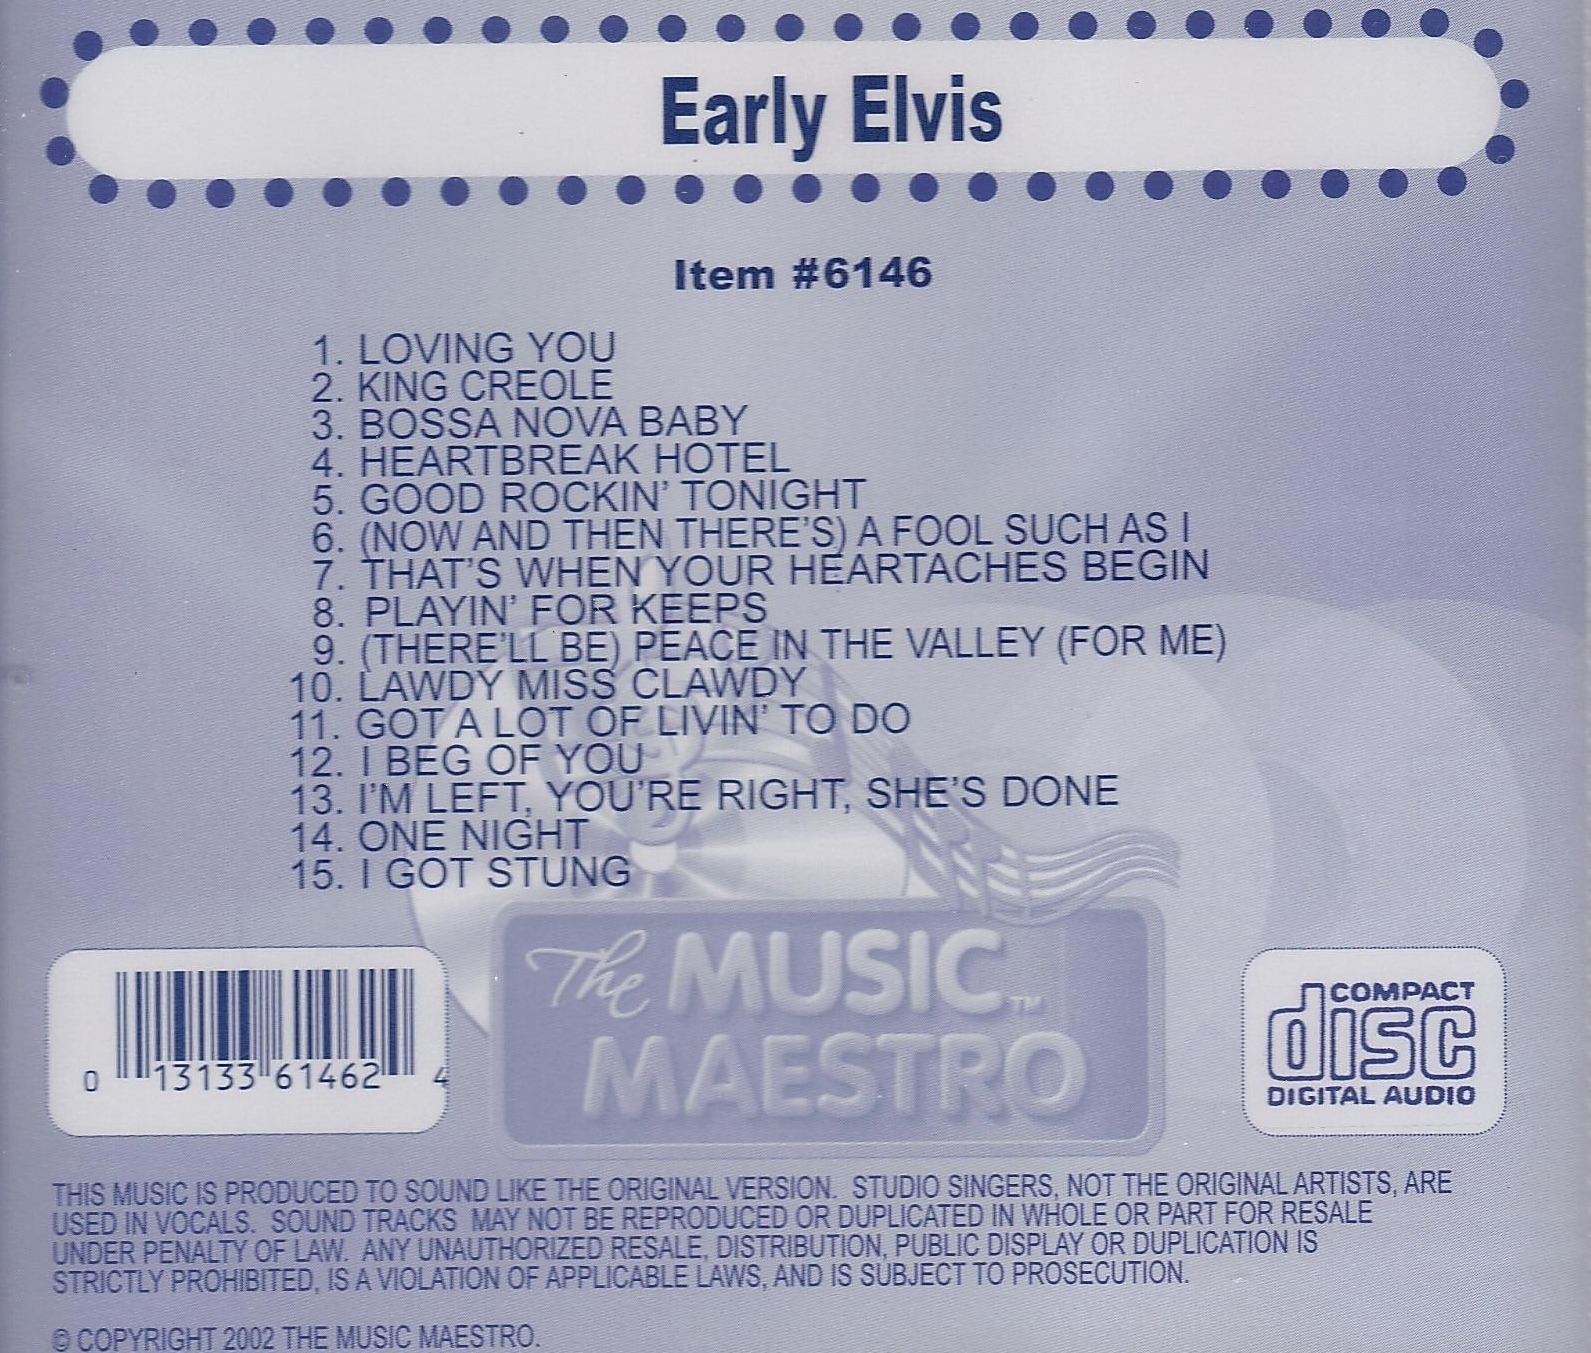 Early Elvis
Item #6146
1. LOVING YOU
2. KING CREOLE
3. BOSSA NOVA BABY
4. HEARTBREAK HOTEL
5. GOOD ROCKIN' TONIGHT
6. (NOW AND THEN THERE'S) A FOOL SUCH AS I
7. THAT'S WHEN YOUR HEARTACHES BEGIN
8. PLAYIN' FOR KEEPS
9. (THERE'LL BE) PEACE IN THE VALLEY (FOR ME)
10. LAWDY MISS CLAWDY
11. GOT A LOT OF LIVIN' TO DO
12. I BEG OF YOU
13. I'M LEFT, YOU'RE RIGHT, SHE'S DONE
14. ONE NIGHT
15. I GOT STUNG
The MUSIC TM
MAESTRO
0 13133 61462 4
COMPACT
disc
DIGITAL AUDIO
THIS MUSIC IS PRODUCED TO SOUND LIKE THE ORIGINAL VERSION. STUDIO SINGERS, NOT THE ORIGINAL ARTISTS, ARE
USED IN VOCALS. SOUND TRACKS MAY NOT BE REPRODUCED OR DUPLICATED IN WHOLE OR PART FOR RESALE
UNDER PENALTY OF LAW. ANY UNAUTHORIZED RESALE, DISTRIBUTION, PUBLIC DISPLAY OR DUPLICATION IS
STRICTLY PROHIBITED, IS A VIOLATION OF APPLICABLE LAWS, AND IS SUBJECT TO PROSECUTION.
© COPYRIGHT 2002 THE MUSIC MAESTRO.